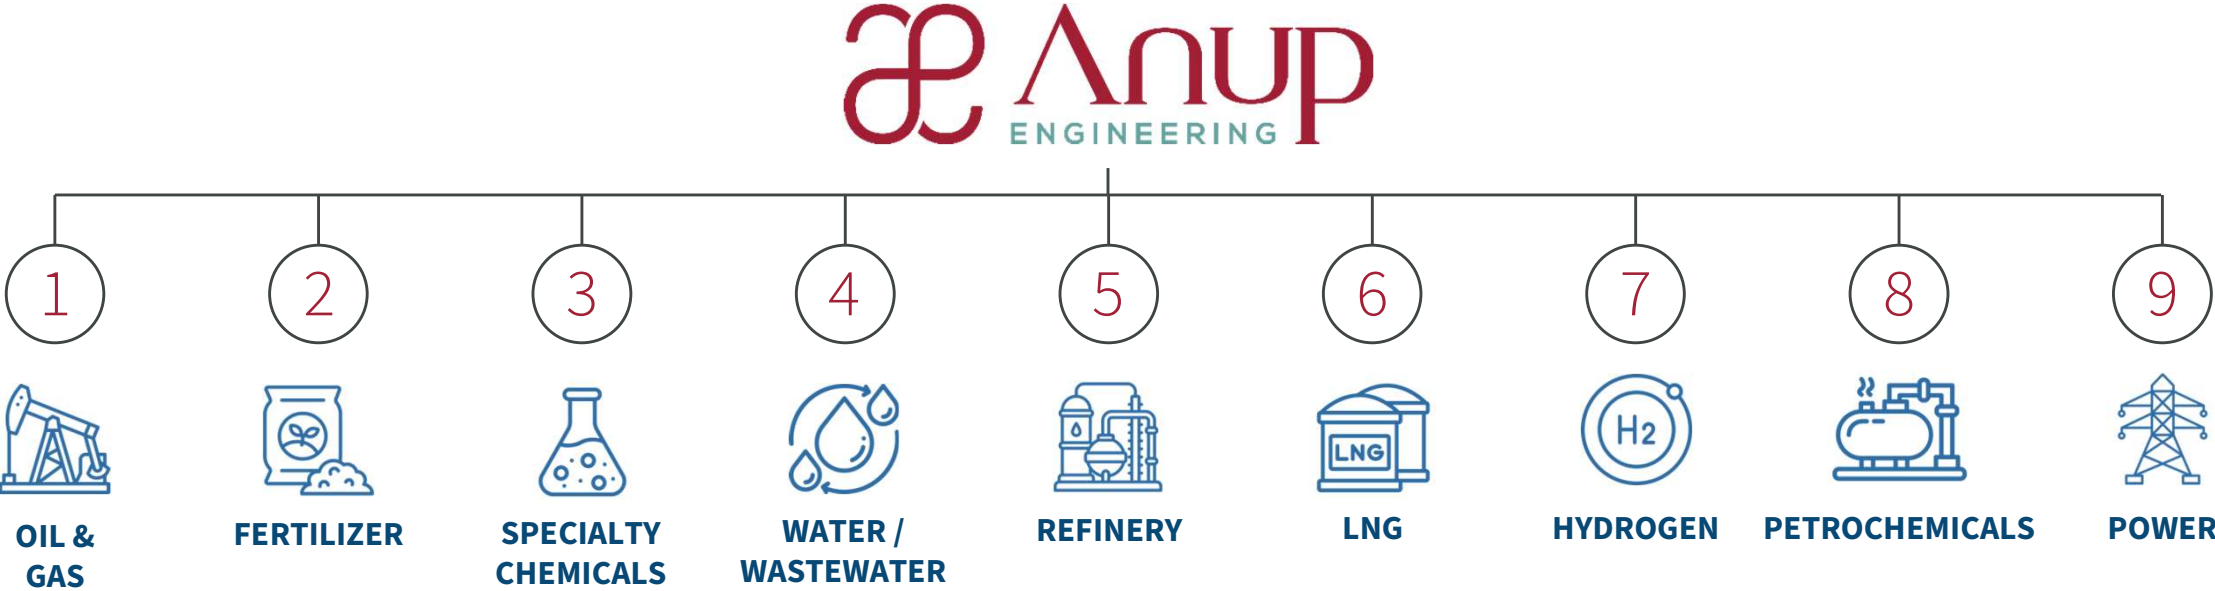 Anup
ENGINEERING
1
2
3
4
5
6
7
8
9
LNG
H2
OIL &
GAS
FERTILIZER
SPECIALTY
CHEMICALS
WATER /
WASTEWATER
REFINERY
LNG
HYDROGEN
PETROCHEMICALS
POWER